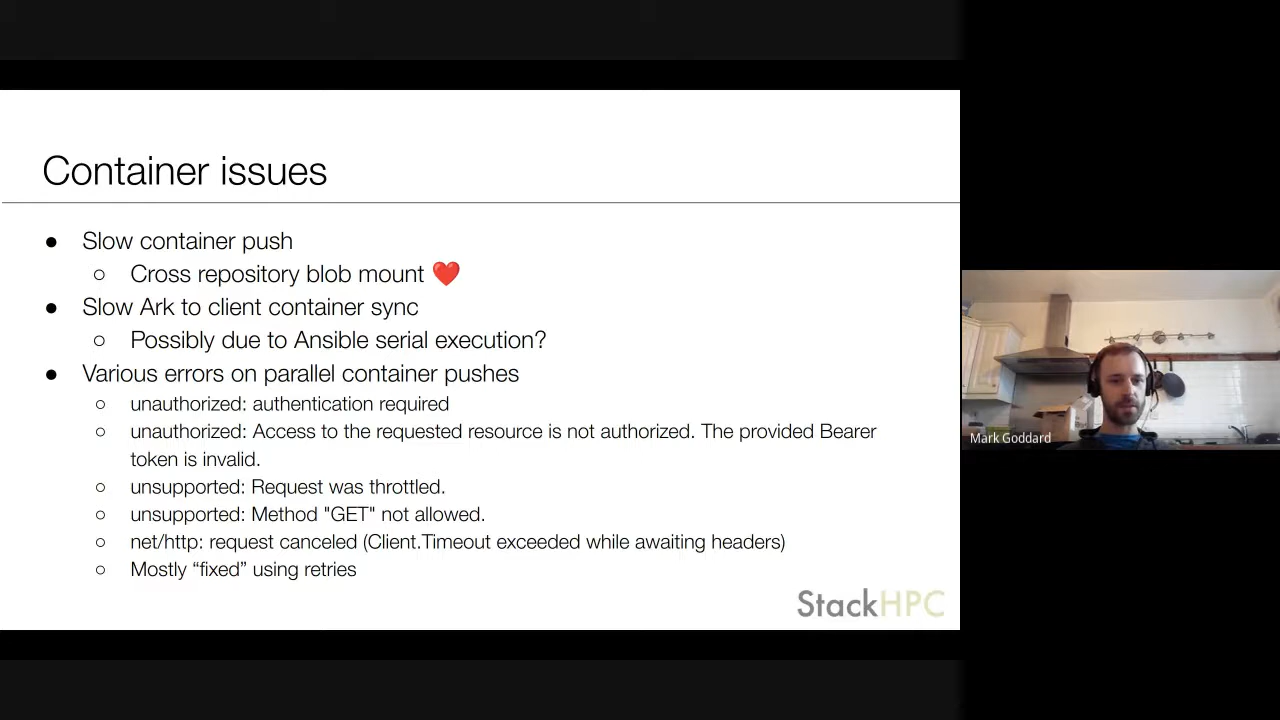 Container issues
● Slow container push
○ Cross repository blob mount ❤️
● Slow Ark to client container sync
○ Possibly due to Ansible serial execution?
● Various errors on parallel container pushes
○ unauthorized: authentication required
○ unauthorized: Access to the requested resource is not authorized. The provided Bearer
token is invalid.
○ unsupported: Request was throttled.
○ unsupported: Method "GET" not allowed.
○ net/http: request canceled (Client.Timeout exceeded while awaiting headers)
○ Mostly “fixed” using retries
StackHPC
Mark Goddard